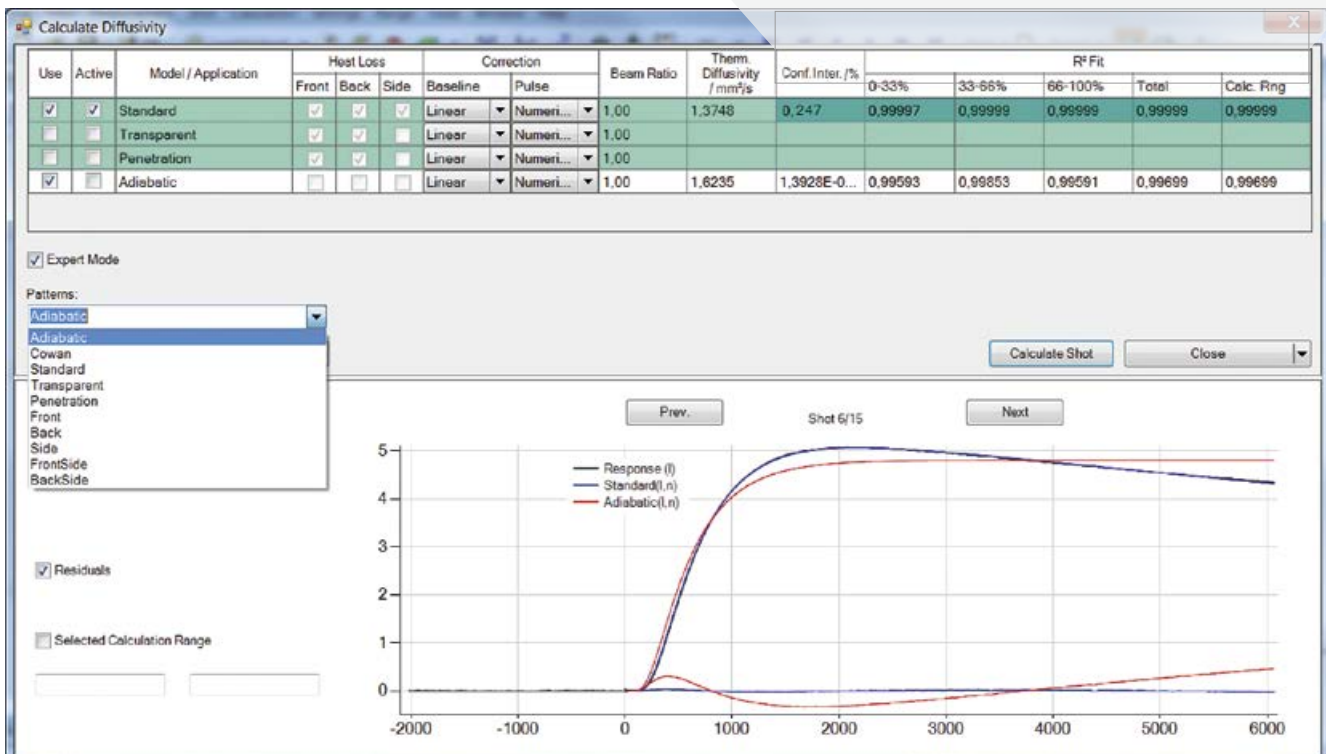 Calculate Diffusivity
X
Use Active Model / Application Heat Loss Correction Beam Ratio Therm. Diffusivity / mm²/s Conf.Inter./% R² Fit
Front Back Side Baseline Pulse 0-33% 33-66% 66-100% Total Calc. Rng
Standard Linear Numeri... 1,00 1,3748 0,247 0,99997 0,99999 0,99999 0,99999 0,99999
Transparent Linear Numeri... 1,00
Penetration Linear Numeri... 1,00
Adiabatic Linear Numeri... 1,00 1,6235 1,3928E-0... 0,99593 0,99853 0,99591 0,99699 0,99699
Expert Mode
Patterns:
Adiabatic
Adiabatic
Cowan
Standard
Transparent
Penetration
Front
Back
Side
FrontSide
BackSide
Calculate Shot Close
Prev. Shot 6/15 Next
Response (l)
Standard(l,n)
Adiabatic(l,n)
5
4
3
2
1
0
-2000 -1000 0 1000 2000 3000 4000 5000 6000
Residuals
Selected Calculation Range